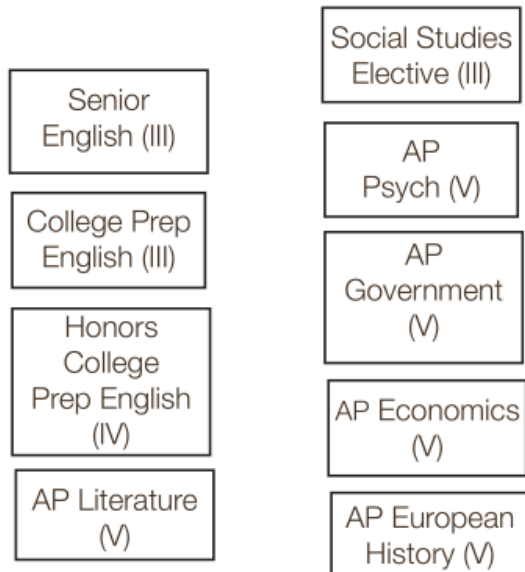 Senior
English (III)
College Prep
English (III)
Honors
College
Prep English
(IV)
AP Literature
(V)
Social Studies
Elective (III)
AP
Psych (V)
AP
Government
(V)
AP Economics
(V)
AP European
History (V)